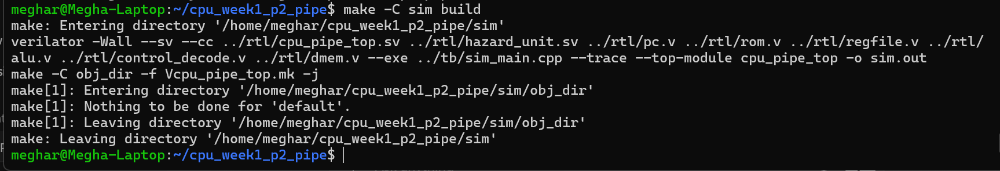 meghar@Megha-Laptop:~/cpu_week1_p2_pipe$ make -C sim build
make: Entering directory '/home/meghar/cpu_week1_p2_pipe/sim'
verilator -Wall --sv --cc ../rtl/cpu_pipe_top.sv ../rtl/hazard_unit.sv ../rtl/pc.v ../rtl/rom.v ../rtl/regfile.v ../rtl/
alu.v ../rtl/control_decode.v ../rtl/dmem.v --exe ../tb/sim_main.cpp --trace --top-module cpu_pipe_top -o sim.out
make -C obj_dir -f Vcpu_pipe_top.mk -j
make[1]: Entering directory '/home/meghar/cpu_week1_p2_pipe/sim/obj_dir'
make[1]: Nothing to be done for 'default'.
make[1]: Leaving directory '/home/meghar/cpu_week1_p2_pipe/sim/obj_dir'
make: Leaving directory '/home/meghar/cpu_week1_p2_pipe/sim'
meghar@Megha-Laptop:~/cpu_week1_p2_pipe$